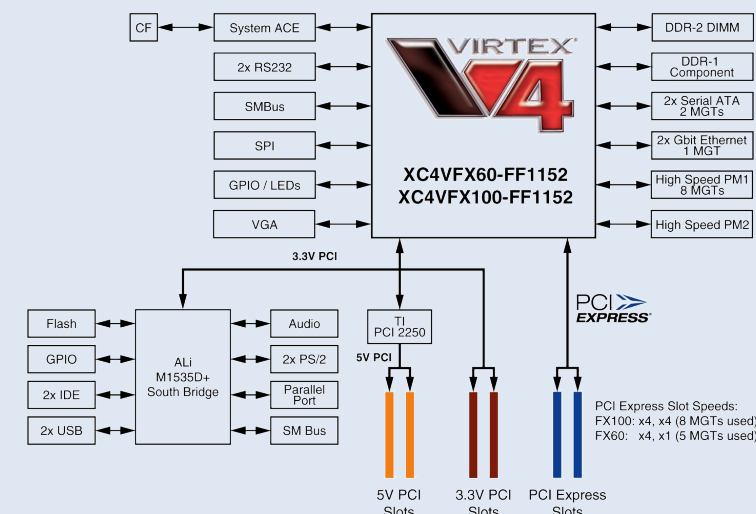 CF
System ACE
2x RS232
SMBus
SPI
GPIO / LEDs
VGA
VIRTEX
V4
XC4VFX60-FF1152
XC4VFX100-FF1152
DDR-2 DIMM
DDR-1
Component
2x Serial ATA
2 MGTs
2x Gbit Ethernet
1 MGT
High Speed PM1
8 MGTs
High Speed PM2
3.3V PCI
Flash
GPIO
2x IDE
2x USB
ALi
M1535D+
South Bridge
Audio
2x PS/2
Parallel
Port
SM Bus
TI
PCI 2250
5V PCI
PCI
EXPRESS
PCI Express Slot Speeds:
FX100: x4, x4 (8 MGTs used)
FX60: x4, x1 (5 MGTs used)
5V PCI
Slots
3.3V PCI
Slots
PCI Express
Slots